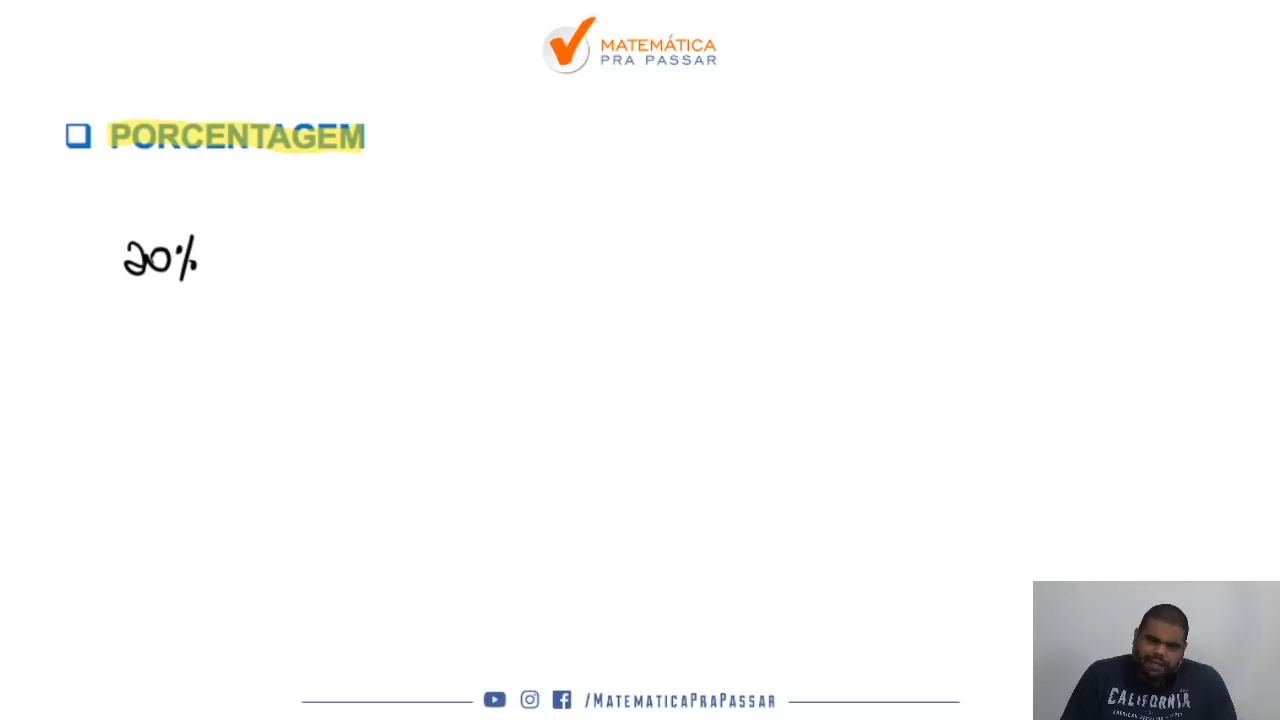 MATEMÁTICA
PRA PASSAR
PORCENTAGEM
20%
/MATEMATICAPRAPASSAR
CALIFORNIA